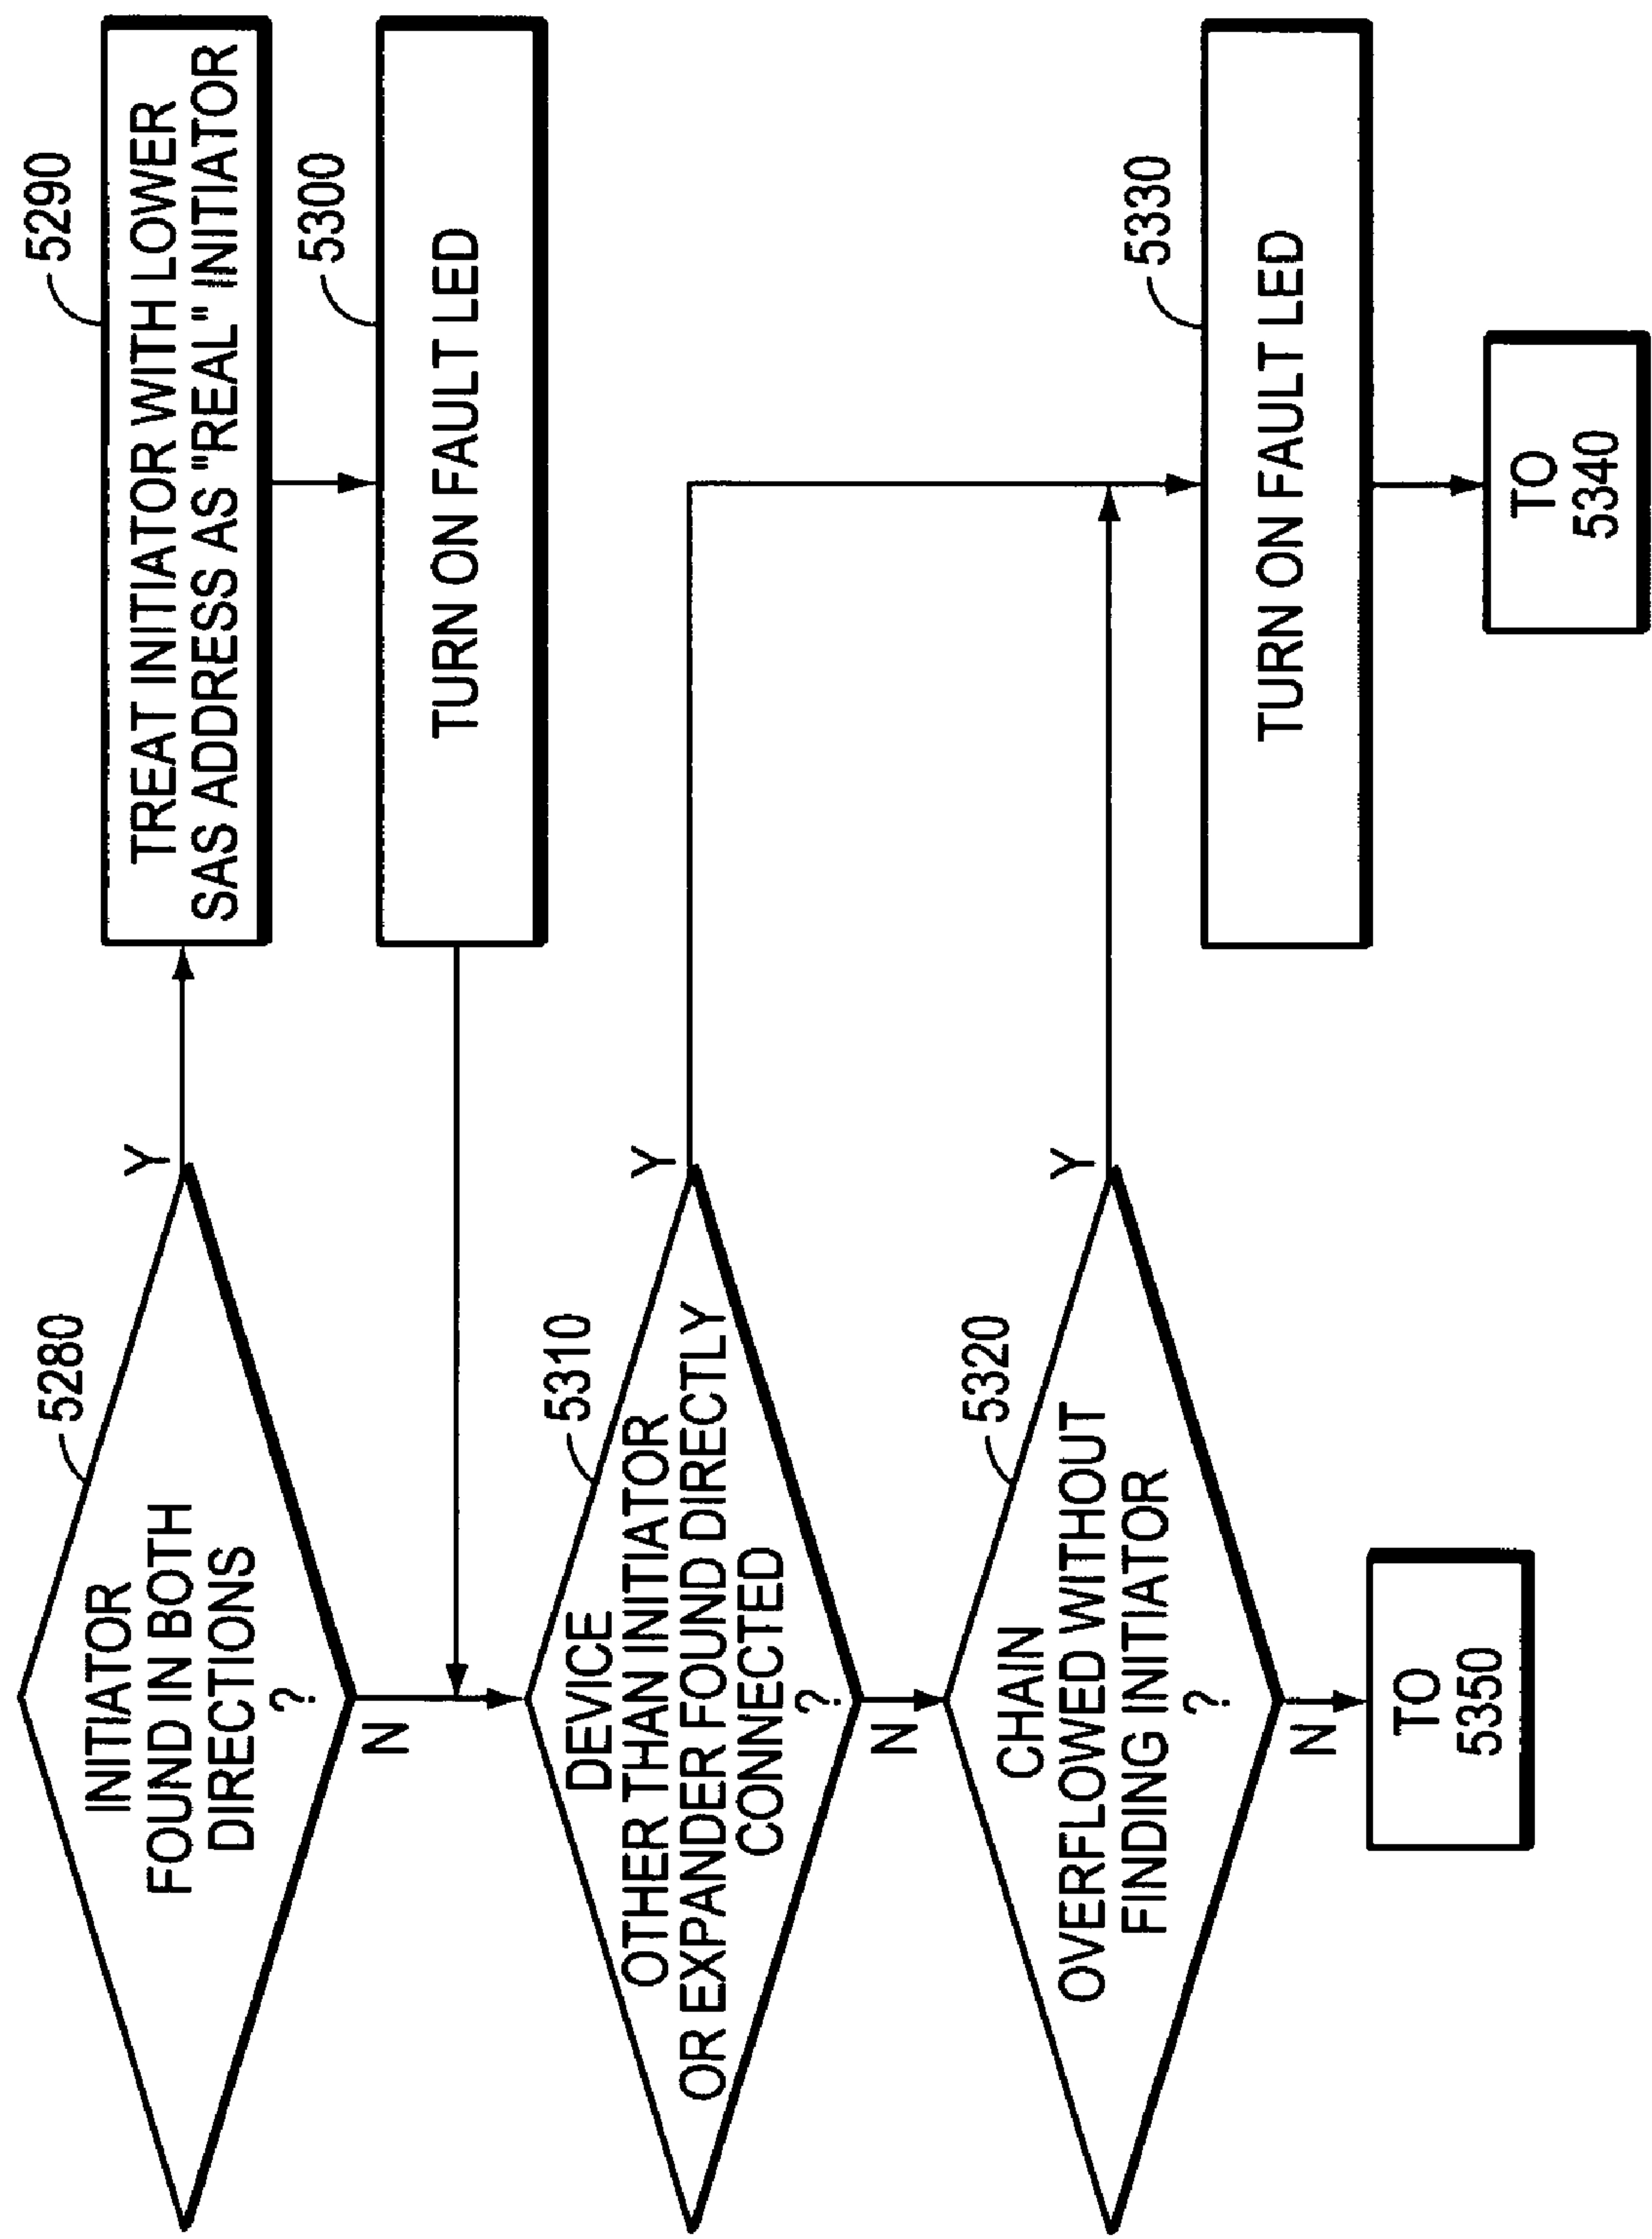 5280
INITIATOR
FOUND IN BOTH
DIRECTIONS
?
Y
N
5290
TREAT INITIATOR WITH LOWER
SAS ADDRESS AS "REAL" INITIATOR
5300
TURN ON FAULT LED
5310
DEVICE
OTHER THAN INITIATOR
OR EXPANDER FOUND DIRECTLY
CONNECTED
?
Y
N
5320
CHAIN
OVERFLOWED WITHOUT
FINDING INITIATOR
?
Y
N
5330
TURN ON FAULT LED
TO
5340
TO
5350